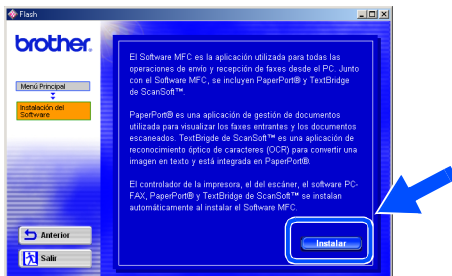 Flash
brother.
Menú Principal
Instalación del
Software
El Software MFC es la aplicación utilizada para todas las
operaciones de envío y recepción de faxes desde el PC. Junto
con el Software MFC, se incluyen PaperPort® y TextBridge
de ScanSoft™.
PaperPort® es una aplicación de gestión de documentos
utilizada para visualizar los faxes entrantes y los documentos
escaneados. TextBrigde de ScanSoft™ es una aplicación de
reconocimiento óptico de caracteres (OCR) para convertir una
imagen en texto y está integrada en PaperPort®.
El controlador de la impresora, el del escáner, el software PC-
FAX, PaperPort® y TextBridge de ScanSoft™ se instalan
automáticamente al instalar el Software MFC.
Anterior
Salir
Instalar